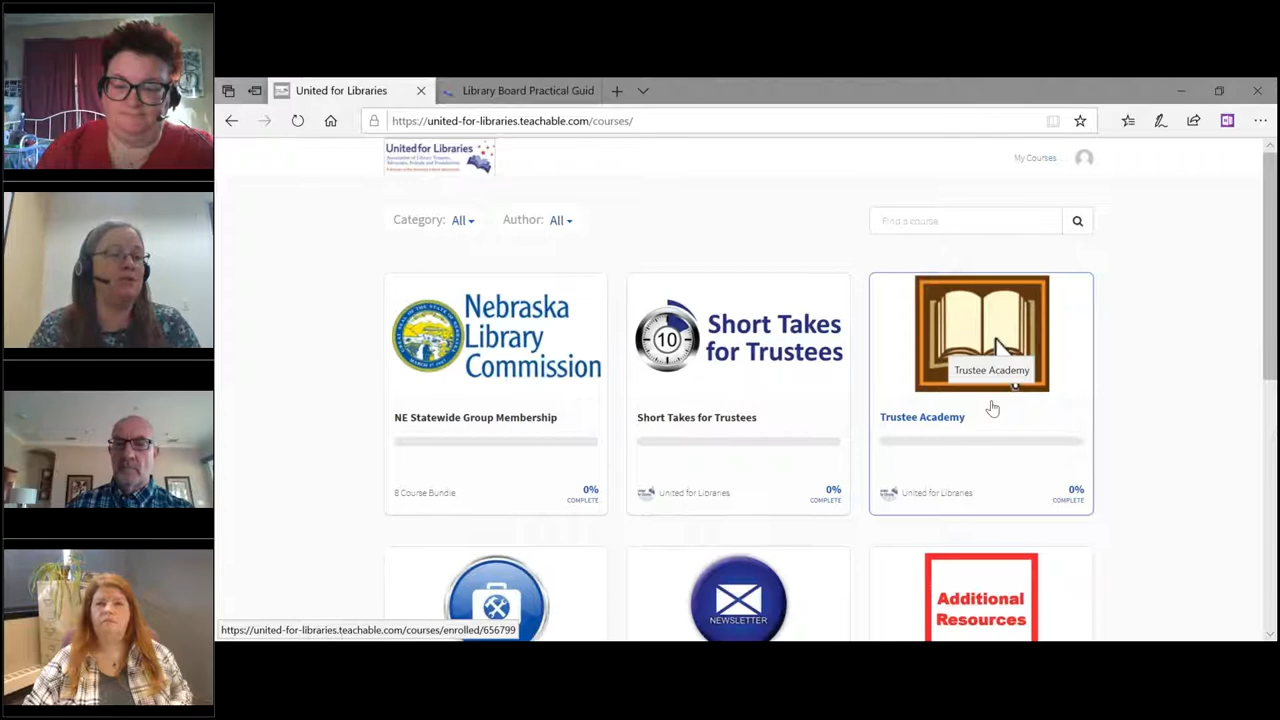 United for Libraries
Library Board Practical Guid
https://united-for-libraries.teachable.com/courses/
United for Libraries
My Courses
Category: All
Author: All
Find a course
Nebraska
Library
Commission
NE Statewide Group Membership
8 Course Bundle
0%
COMPLETE
10
Short Takes
for Trustees
Short Takes for Trustees
United for Libraries
0%
COMPLETE
Trustee Academy
Trustee Academy
United for Libraries
0%
COMPLETE
NEWSLETTER
Additional
Resources
https://united-for-libraries.teachable.com/courses/enrolled/656799